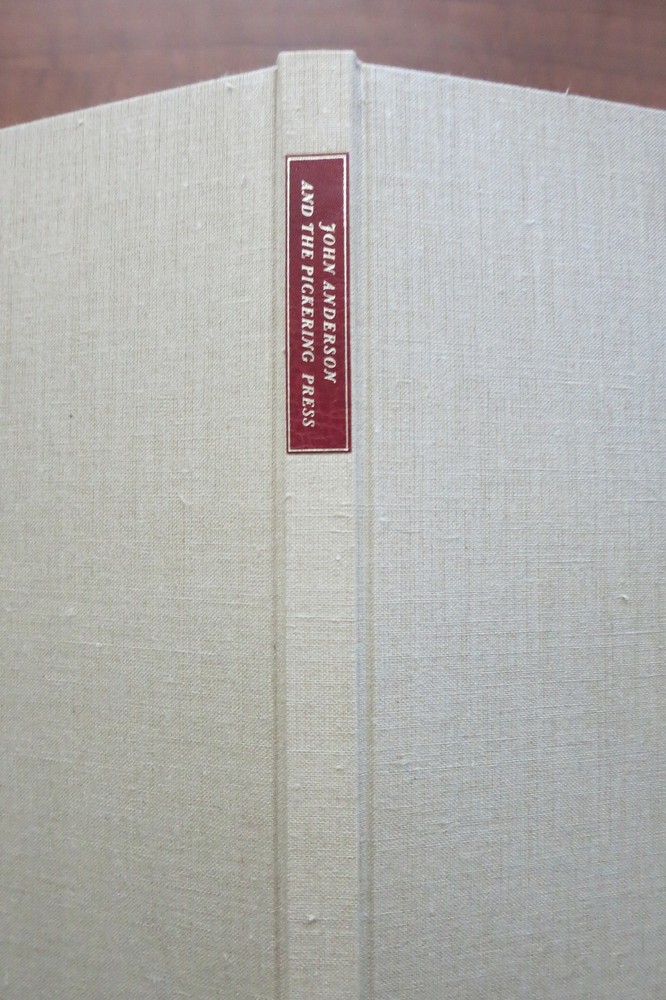 JOHN ANDERSON
AND THE PICKERING PRESS